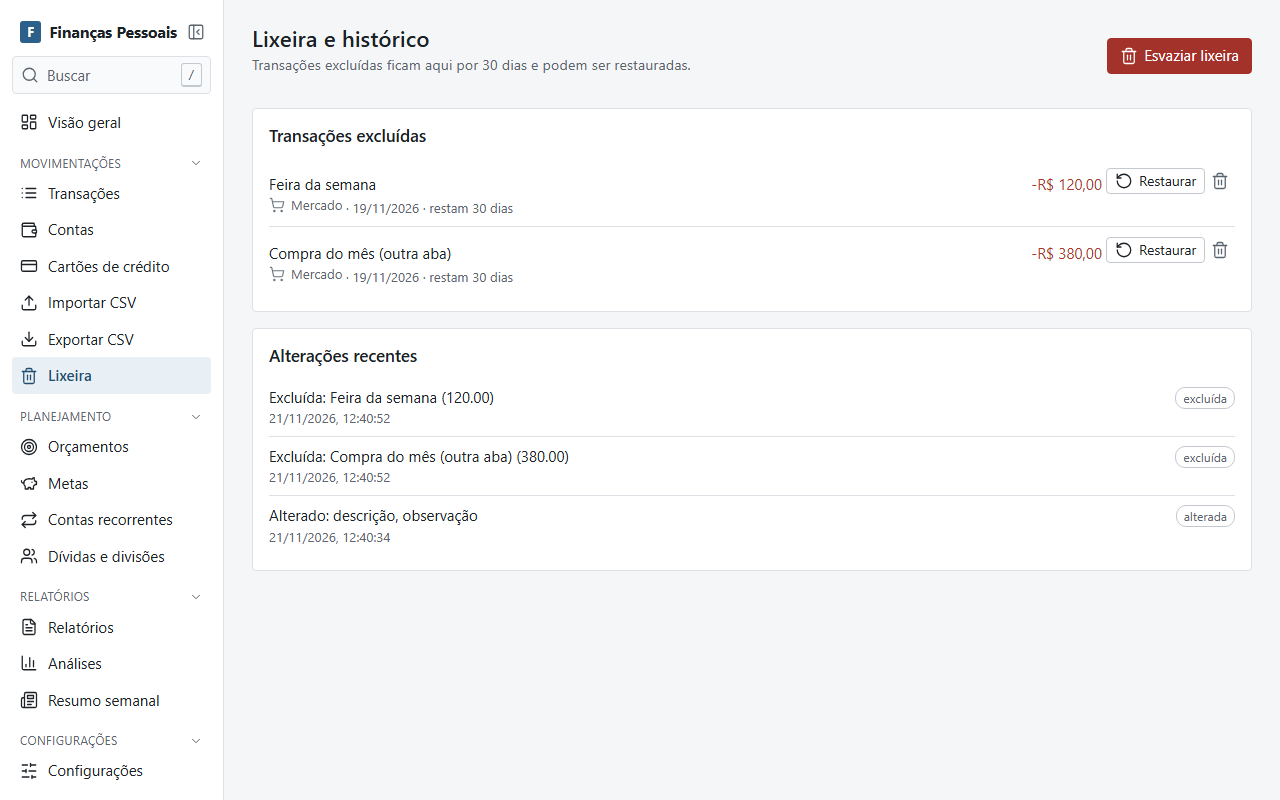 F Finanças Pessoais
Buscar /
Visão geral
MOVIMENTAÇÕES
Transações
Contas
Cartões de crédito
Importar CSV
Exportar CSV
Lixeira
PLANEJAMENTO
Orçamentos
Metas
Contas recorrentes
Dívidas e divisões
RELATÓRIOS
Relatórios
Análises
Resumo semanal
CONFIGURAÇÕES
Configurações
Lixeira e histórico
Transações excluídas ficam aqui por 30 dias e podem ser restauradas.
Esvaziar lixeira
Transações excluídas
Feira da semana -R$ 120,00 Restaurar
Mercado · 19/11/2026 · restam 30 dias
Compra do mês (outra aba) -R$ 380,00 Restaurar
Mercado · 19/11/2026 · restam 30 dias
Alterações recentes
Excluída: Feira da semana (120.00) excluída
21/11/2026, 12:40:52
Excluída: Compra do mês (outra aba) (380.00) excluída
21/11/2026, 12:40:52
Alterado: descrição, observação alterada
21/11/2026, 12:40:34